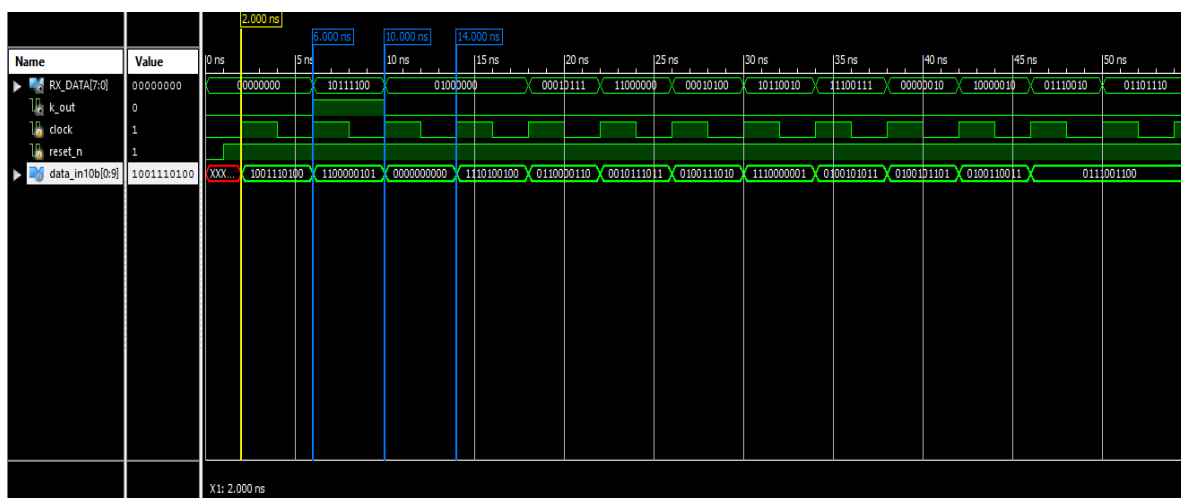 2.000 ns
6.000 ns 10.000 ns 14.000 ns
Name Value 0 ns 5 ns 10 ns 15 ns 20 ns 25 ns 30 ns 35 ns 40 ns 45 ns 50 ns
RX_DATA[7:0] 00000000 00000000 10111100 01000000 00010111 11000000 00010100 10110010 11100111 00000010 10000010 01110010 01101110
k_out 0
clock 1
reset_n 1
data_in10b[0:9] 1001110100 XXX... 1001110100 1100000101 0000000000 1110100100 0110000110 0010111011 0100111010 1110000001 0100101011 0100101101 0100110011 0111001100
X1: 2.000 ns